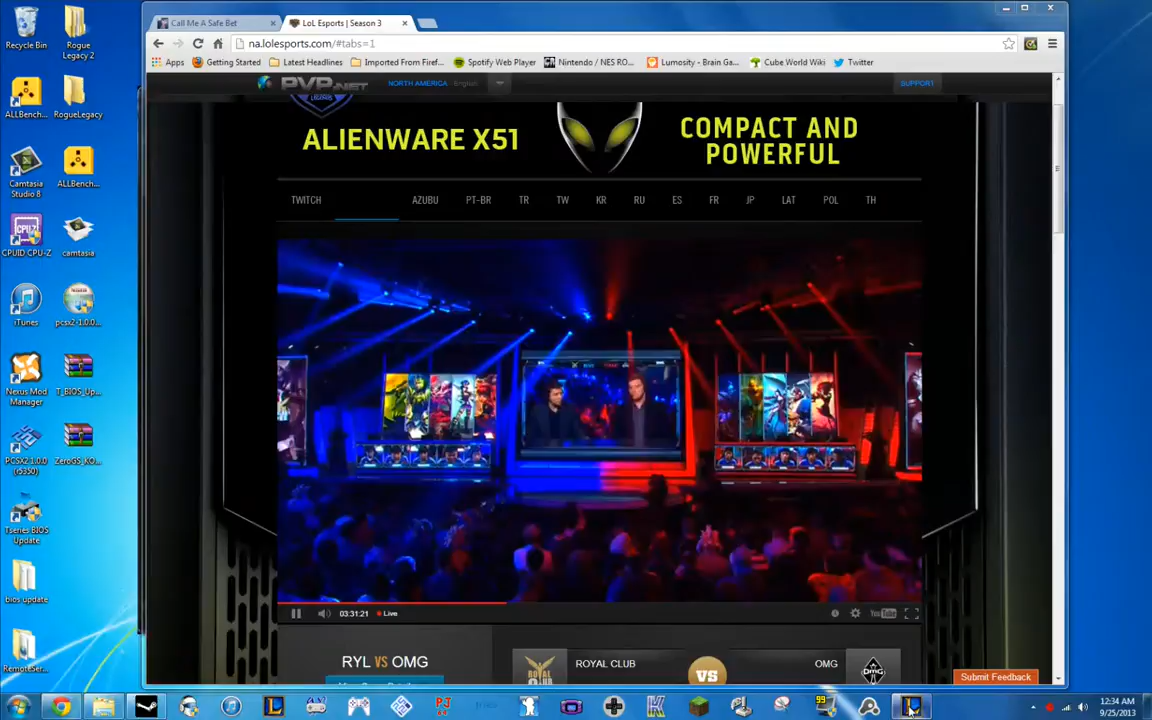 Call Me A Safe Bet
LoL Esports | Season 3
na.lolesports.com/#tabs=1
Apps
Getting Started
Latest Headlines
Imported From Firef...
Spotify Web Player
Nintendo / NES RO...
Lumosity - Brain Ga...
Cube World Wiki
Twitter
PVP.NET
NORTH AMERICA
English
SUPPORT
ALIENWARE X51
COMPACT AND
POWERFUL
TWITCH
AZUBU
PT-BR
TR
TW
KR
RU
ES
FR
JP
LAT
POL
TH
03:31:21
Live
YouTube
RYL VS OMG
ROYAL CLUB
VS
OMG
Submit Feedback
Recycle Bin
Rogue
Legacy 2
ALLBench...
RogueLegacy
Camtasia
Studio 8
ALLBench...
CPUID CPU-Z
camtasia
iTunes
pcsx2-1.0.0...
Nexus Mod
Manager
T_BIOS_Up...
PCSX2 1.0.0
(r5350)
ZeroGS_KO...
Tseries BIOS
Update
bios update
RemoteSer...
12:34 AM
9/25/2013